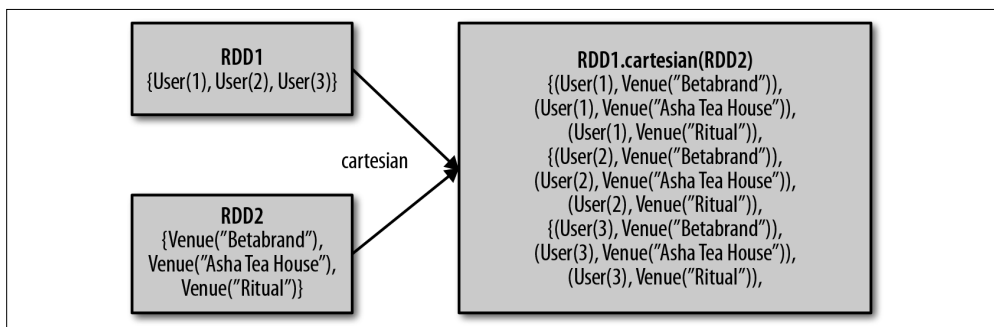 RDD1
{User(1), User(2), User(3)}
cartesian
RDD2
{Venue(”Betabrand”),
Venue(”Asha Tea House”),
Venue(”Ritual”)}
RDD1.cartesian(RDD2)
{(User(1), Venue(”Betabrand”)),
(User(1), Venue(”Asha Tea House”)),
(User(1), Venue(”Ritual”)),
{(User(2), Venue(”Betabrand”)),
(User(2), Venue(”Asha Tea House”)),
(User(2), Venue(”Ritual”)),
{(User(3), Venue(”Betabrand”)),
(User(3), Venue(”Asha Tea House”)),
(User(3), Venue(”Ritual”)),